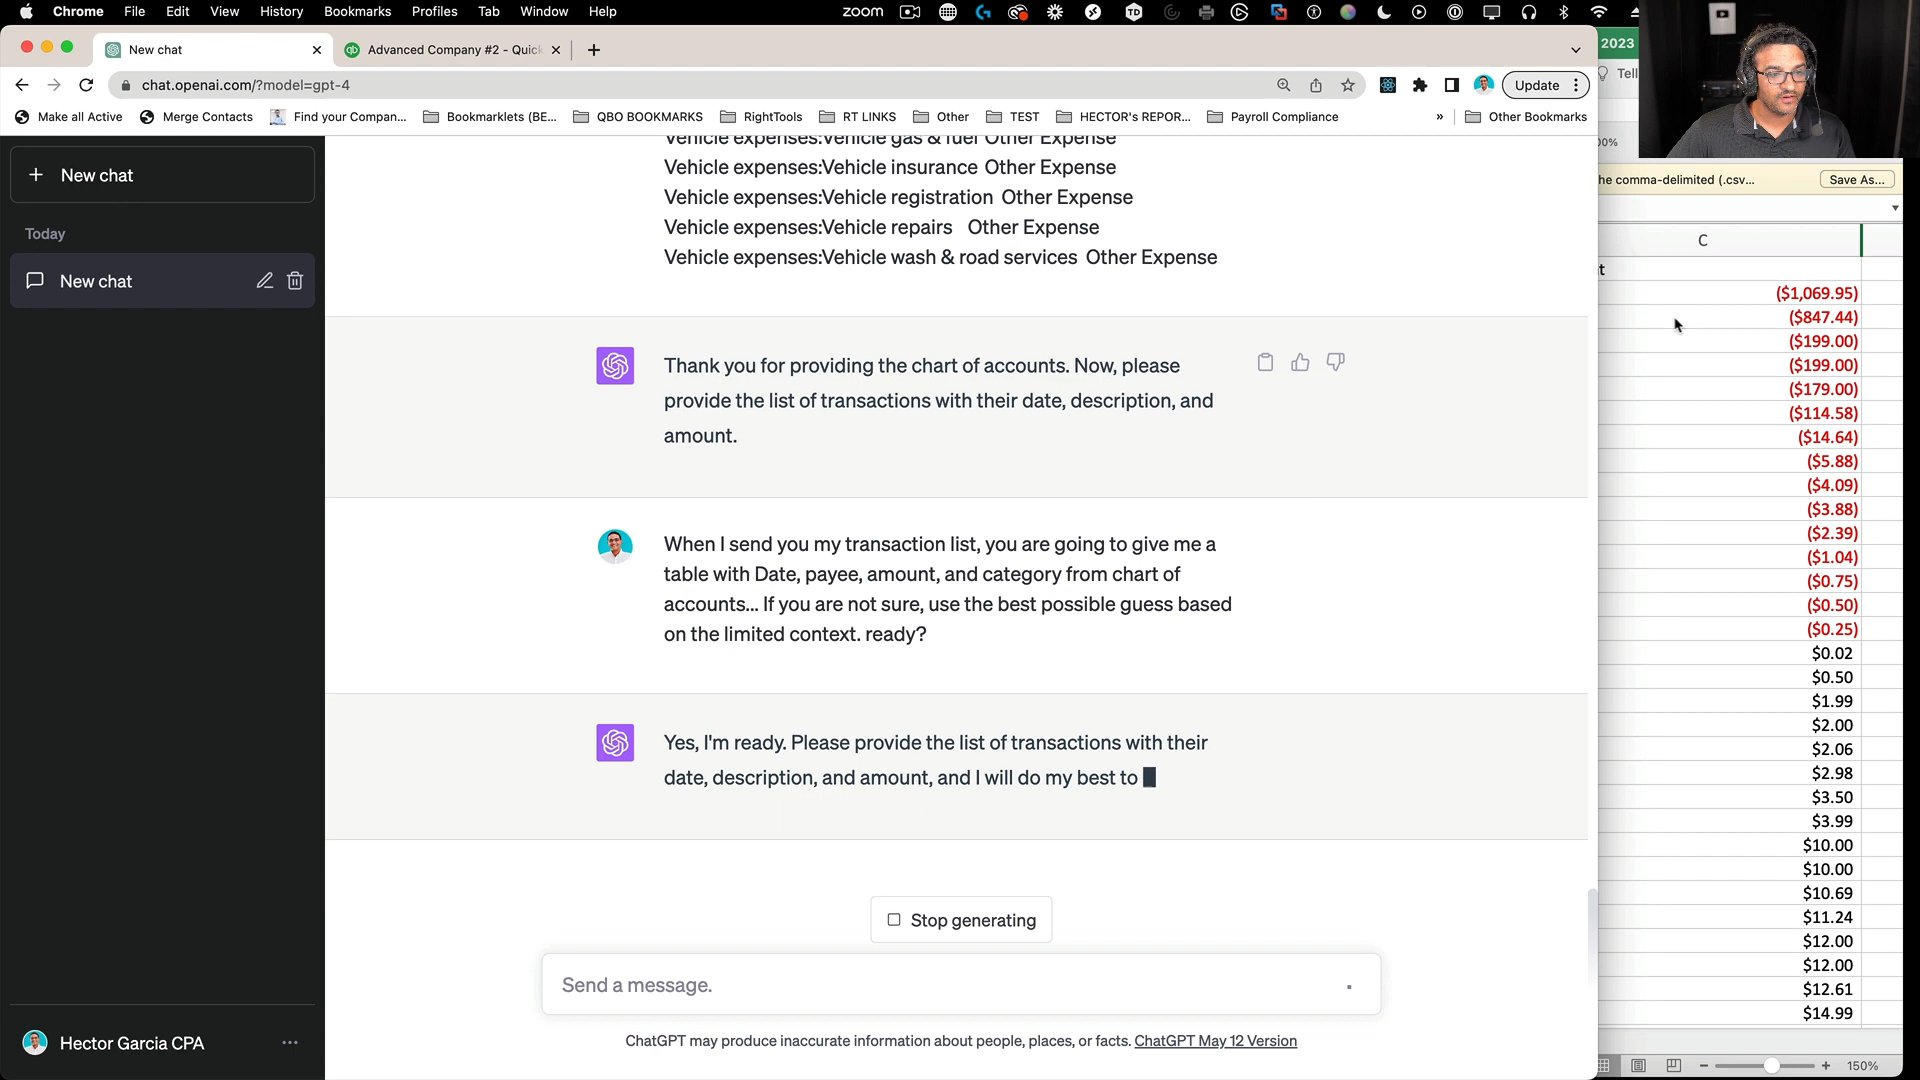 Chrome File Edit View History Bookmarks Profiles Tab Window Help
zoom
TD
New chat
Advanced Company #2 - Quick
chat.openai.com/?model=gpt-4
Update
Make all Active
Merge Contacts
Find your Compan...
Bookmarklets (BE...
QBO BOOKMARKS
RightTools
RT LINKS
Other
TEST
HECTOR's REPOR...
Payroll Compliance
»
Other Bookmarks
New chat
Today
New chat
Vehicle expenses:Vehicle gas & fuel Other Expense
Vehicle expenses:Vehicle insurance Other Expense
Vehicle expenses:Vehicle registration Other Expense
Vehicle expenses:Vehicle repairs Other Expense
Vehicle expenses:Vehicle wash & road services Other Expense
Thank you for providing the chart of accounts. Now, please
provide the list of transactions with their date, description, and
amount.
When I send you my transaction list, you are going to give me a
table with Date, payee, amount, and category from chart of
accounts... If you are not sure, use the best possible guess based
on the limited context. ready?
Yes, I'm ready. Please provide the list of transactions with their
date, description, and amount, and I will do my best to
Stop generating
Send a message.
ChatGPT may produce inaccurate information about people, places, or facts. ChatGPT May 12 Version
Hector Garcia CPA
2023
Tell
00%
he comma-delimited (.csv...
Save As...
C
t
($1,069.95)
($847.44)
($199.00)
($199.00)
($179.00)
($114.58)
($14.64)
($5.88)
($4.09)
($3.88)
($2.39)
($1.04)
($0.75)
($0.50)
($0.25)
$0.02
$0.50
$1.99
$2.00
$2.06
$2.98
$3.50
$3.99
$10.00
$10.00
$10.69
$11.24
$12.00
$12.00
$12.61
$14.99
150%